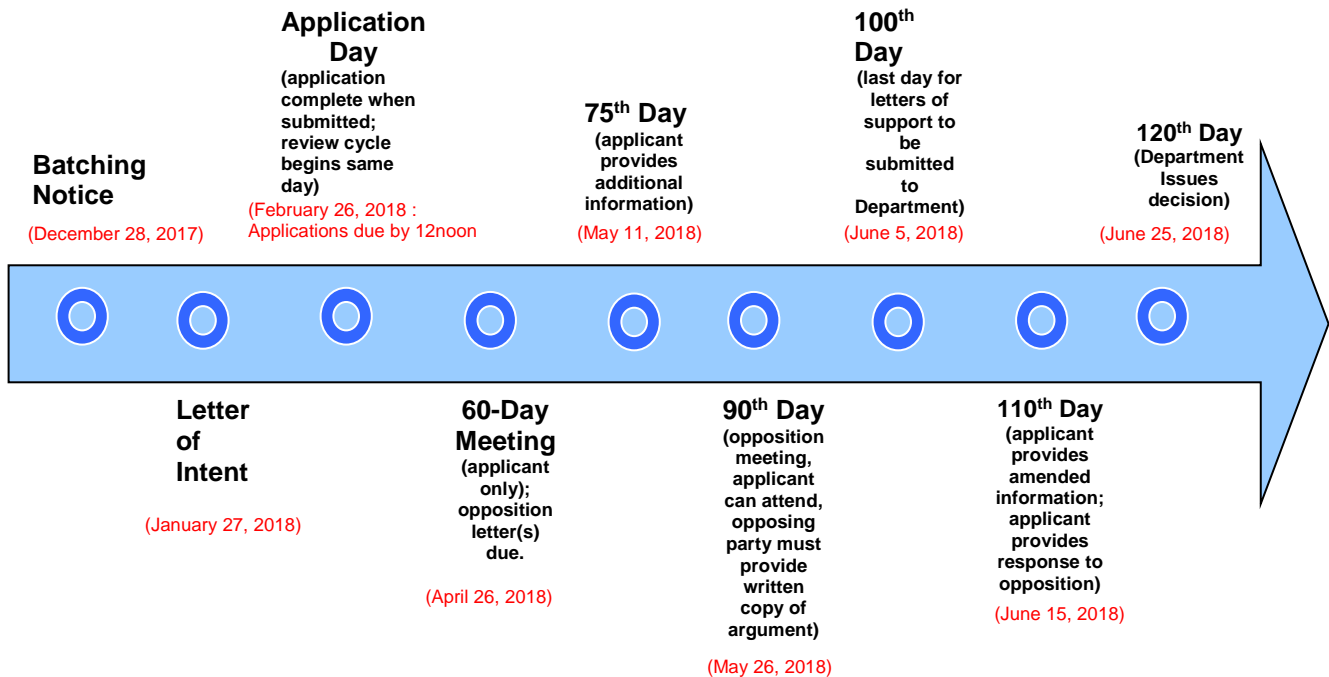 Batching
Notice
(December 28, 2017)
Letter
of
Intent
(January 27, 2018)
Application
Day
(application
complete when
submitted;
review cycle
begins same
day)
(February 26, 2018 :
Applications due by 12noon
60-Day
Meeting
(applicant
only);
opposition
letter(s)
due.
(April 26, 2018)
75th Day
(applicant
provides
additional
information)
(May 11, 2018)
90th Day
(opposition
meeting,
applicant
can attend,
opposing
party must
provide
written
copy of
argument)
(May 26, 2018)
100th
Day
(last day for
letters of
support to
be
submitted
to
Department)
(June 5, 2018)
110th Day
(applicant
provides
amended
information;
applicant
provides
response to
opposition)
(June 15, 2018)
120th Day
(Department
Issues
decision)
(June 25, 2018)